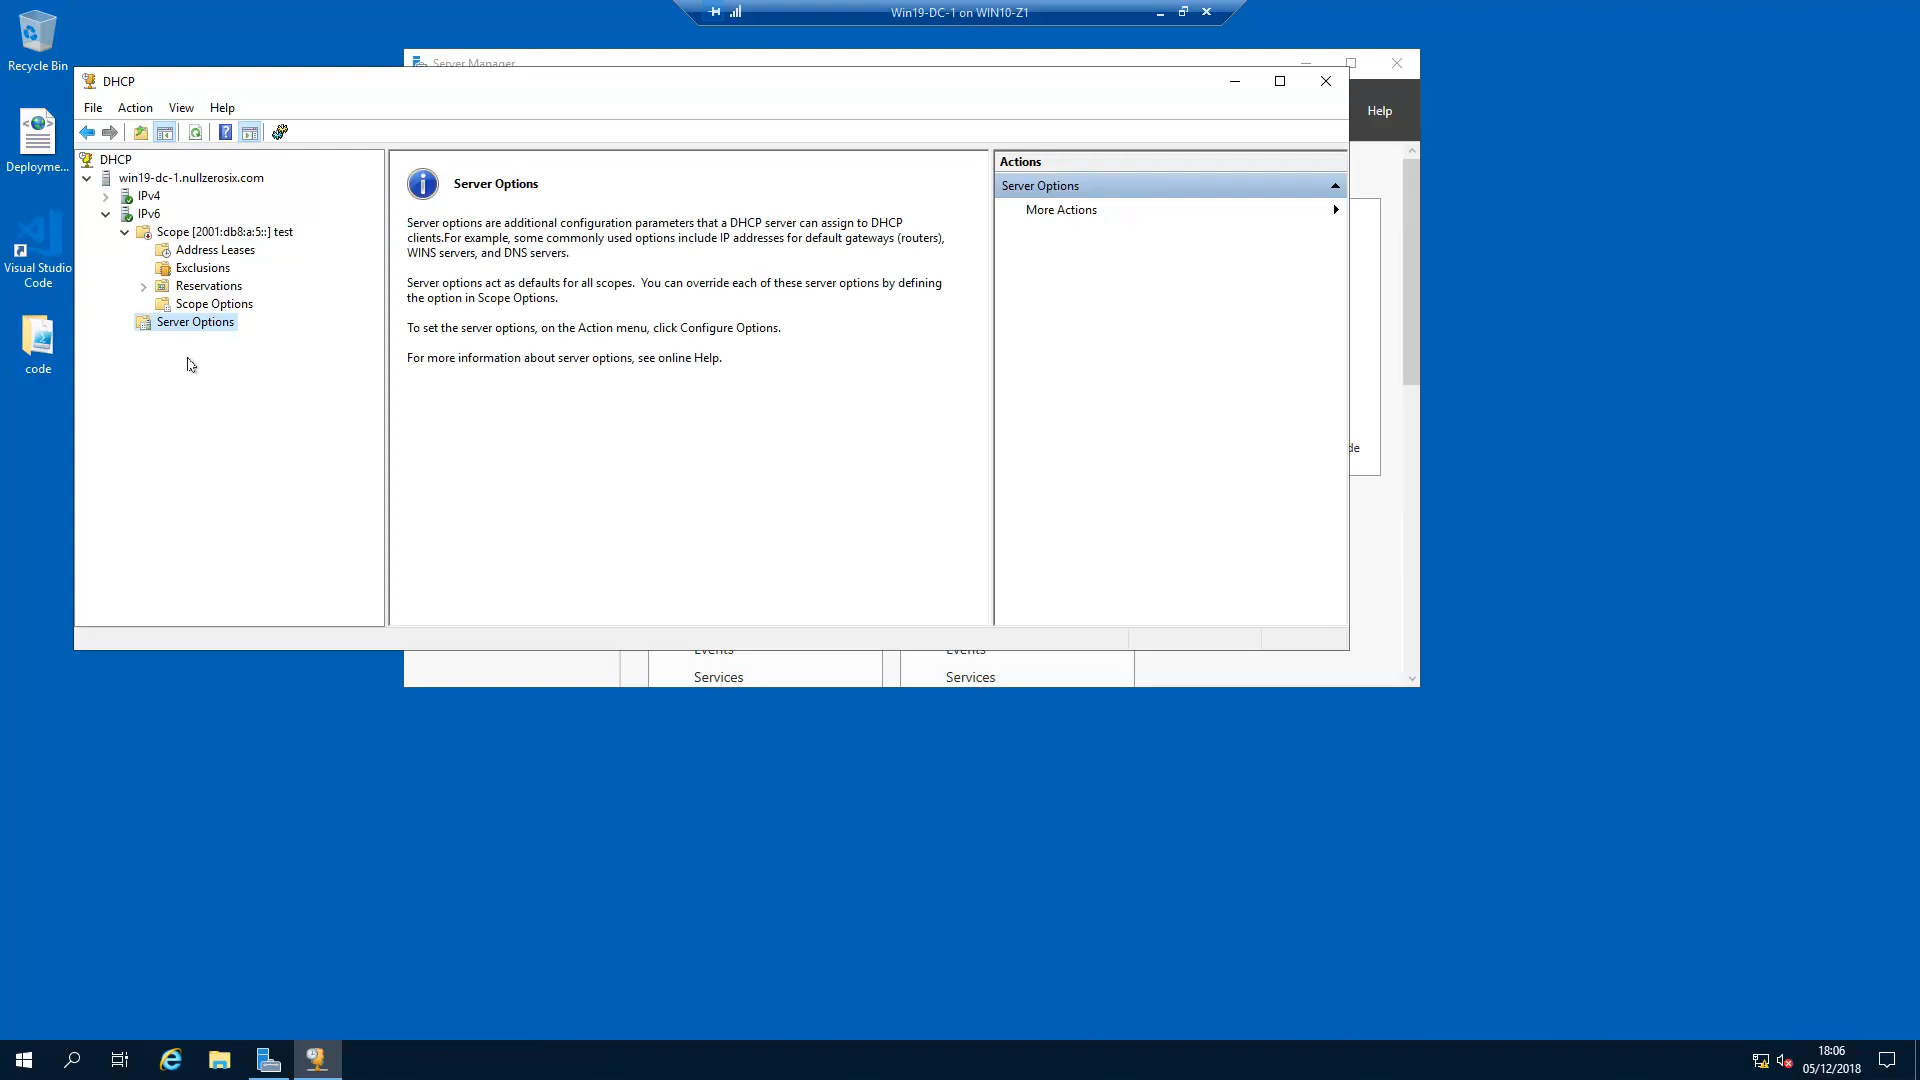 Win19-DC-1 on WIN10-Z1
Recycle Bin
Deployme...
Visual Studio
Code
code
Server Manager
Help
DHCP
File
Action
View
Help
DHCP
win19-dc-1.nullzerosix.com
IPv4
IPv6
Scope [2001:db8:a:5::] test
Address Leases
Exclusions
Reservations
Scope Options
Server Options
Server Options
Server options are additional configuration parameters that a DHCP server can assign to DHCP
clients.For example, some commonly used options include IP addresses for default gateways (routers),
WINS servers, and DNS servers.
Server options act as defaults for all scopes.  You can override each of these server options by defining
the option in Scope Options.
To set the server options, on the Action menu, click Configure Options.
For more information about server options, see online Help.
Actions
Server Options
More Actions
de
Events
Services
Events
Services
18:06
05/12/2018